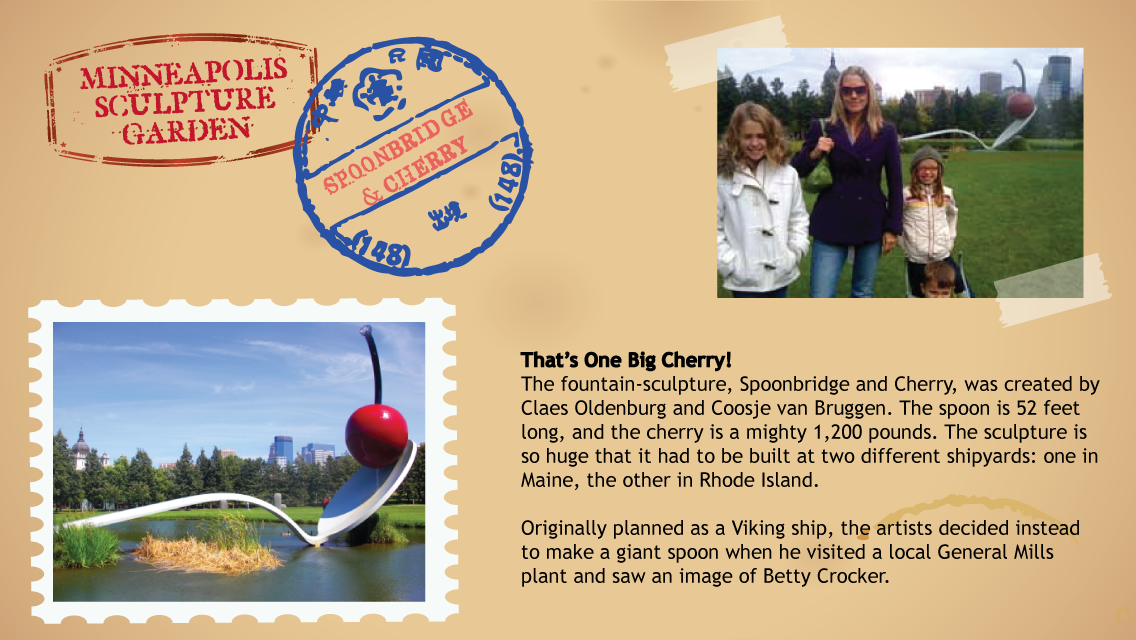 MINNEAPOLIS
SCULPTURE
GARDEN
SPOONBRIDGE
& CHERRY
(148)
(148)
That's One Big Cherry!
The fountain-sculpture, Spoonbridge and Cherry, was created by
Claes Oldenburg and Coosje van Bruggen. The spoon is 52 feet
long, and the cherry is a mighty 1,200 pounds. The sculpture is
so huge that it had to be built at two different shipyards: one in
Maine, the other in Rhode Island.
Originally planned as a Viking ship, the artists decided instead
to make a giant spoon when he visited a local General Mills
plant and saw an image of Betty Crocker.